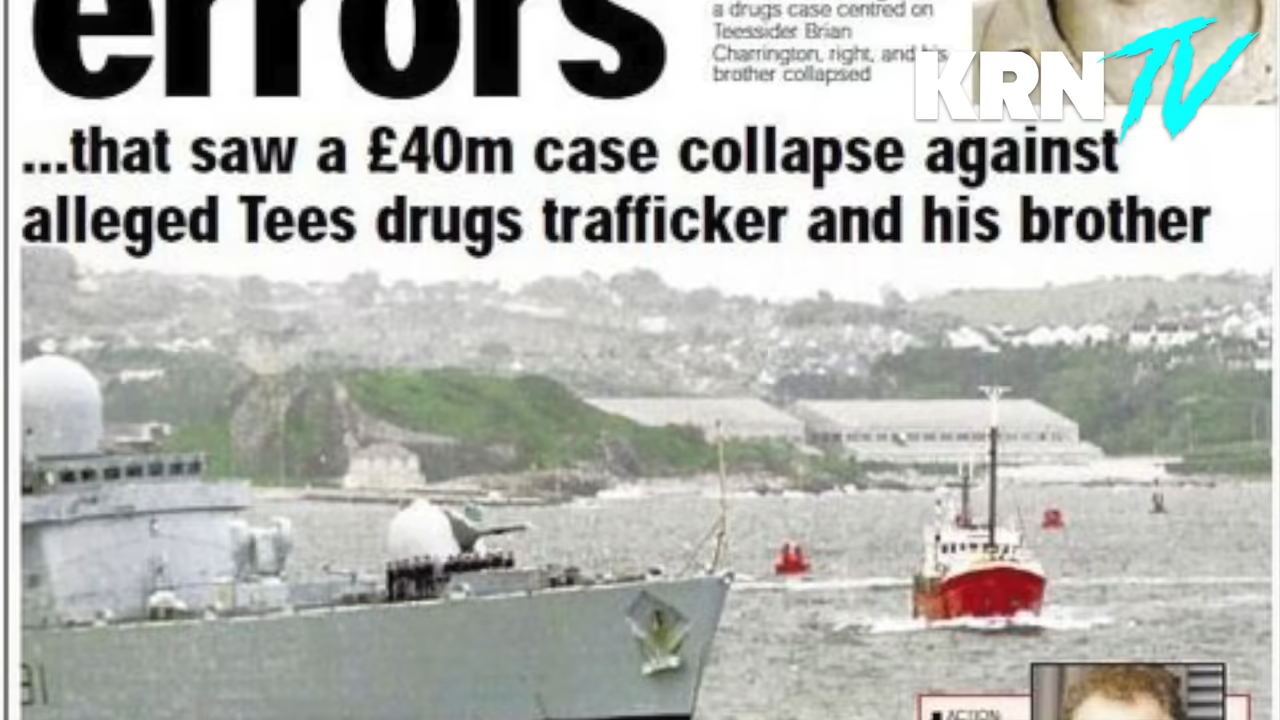 errors
a drugs case centred on
Teessider Brian
Charrington, right, and his
brother collapsed
KRN TV
...that saw a £40m case collapse against
alleged Tees drugs trafficker and his brother
ACTION: